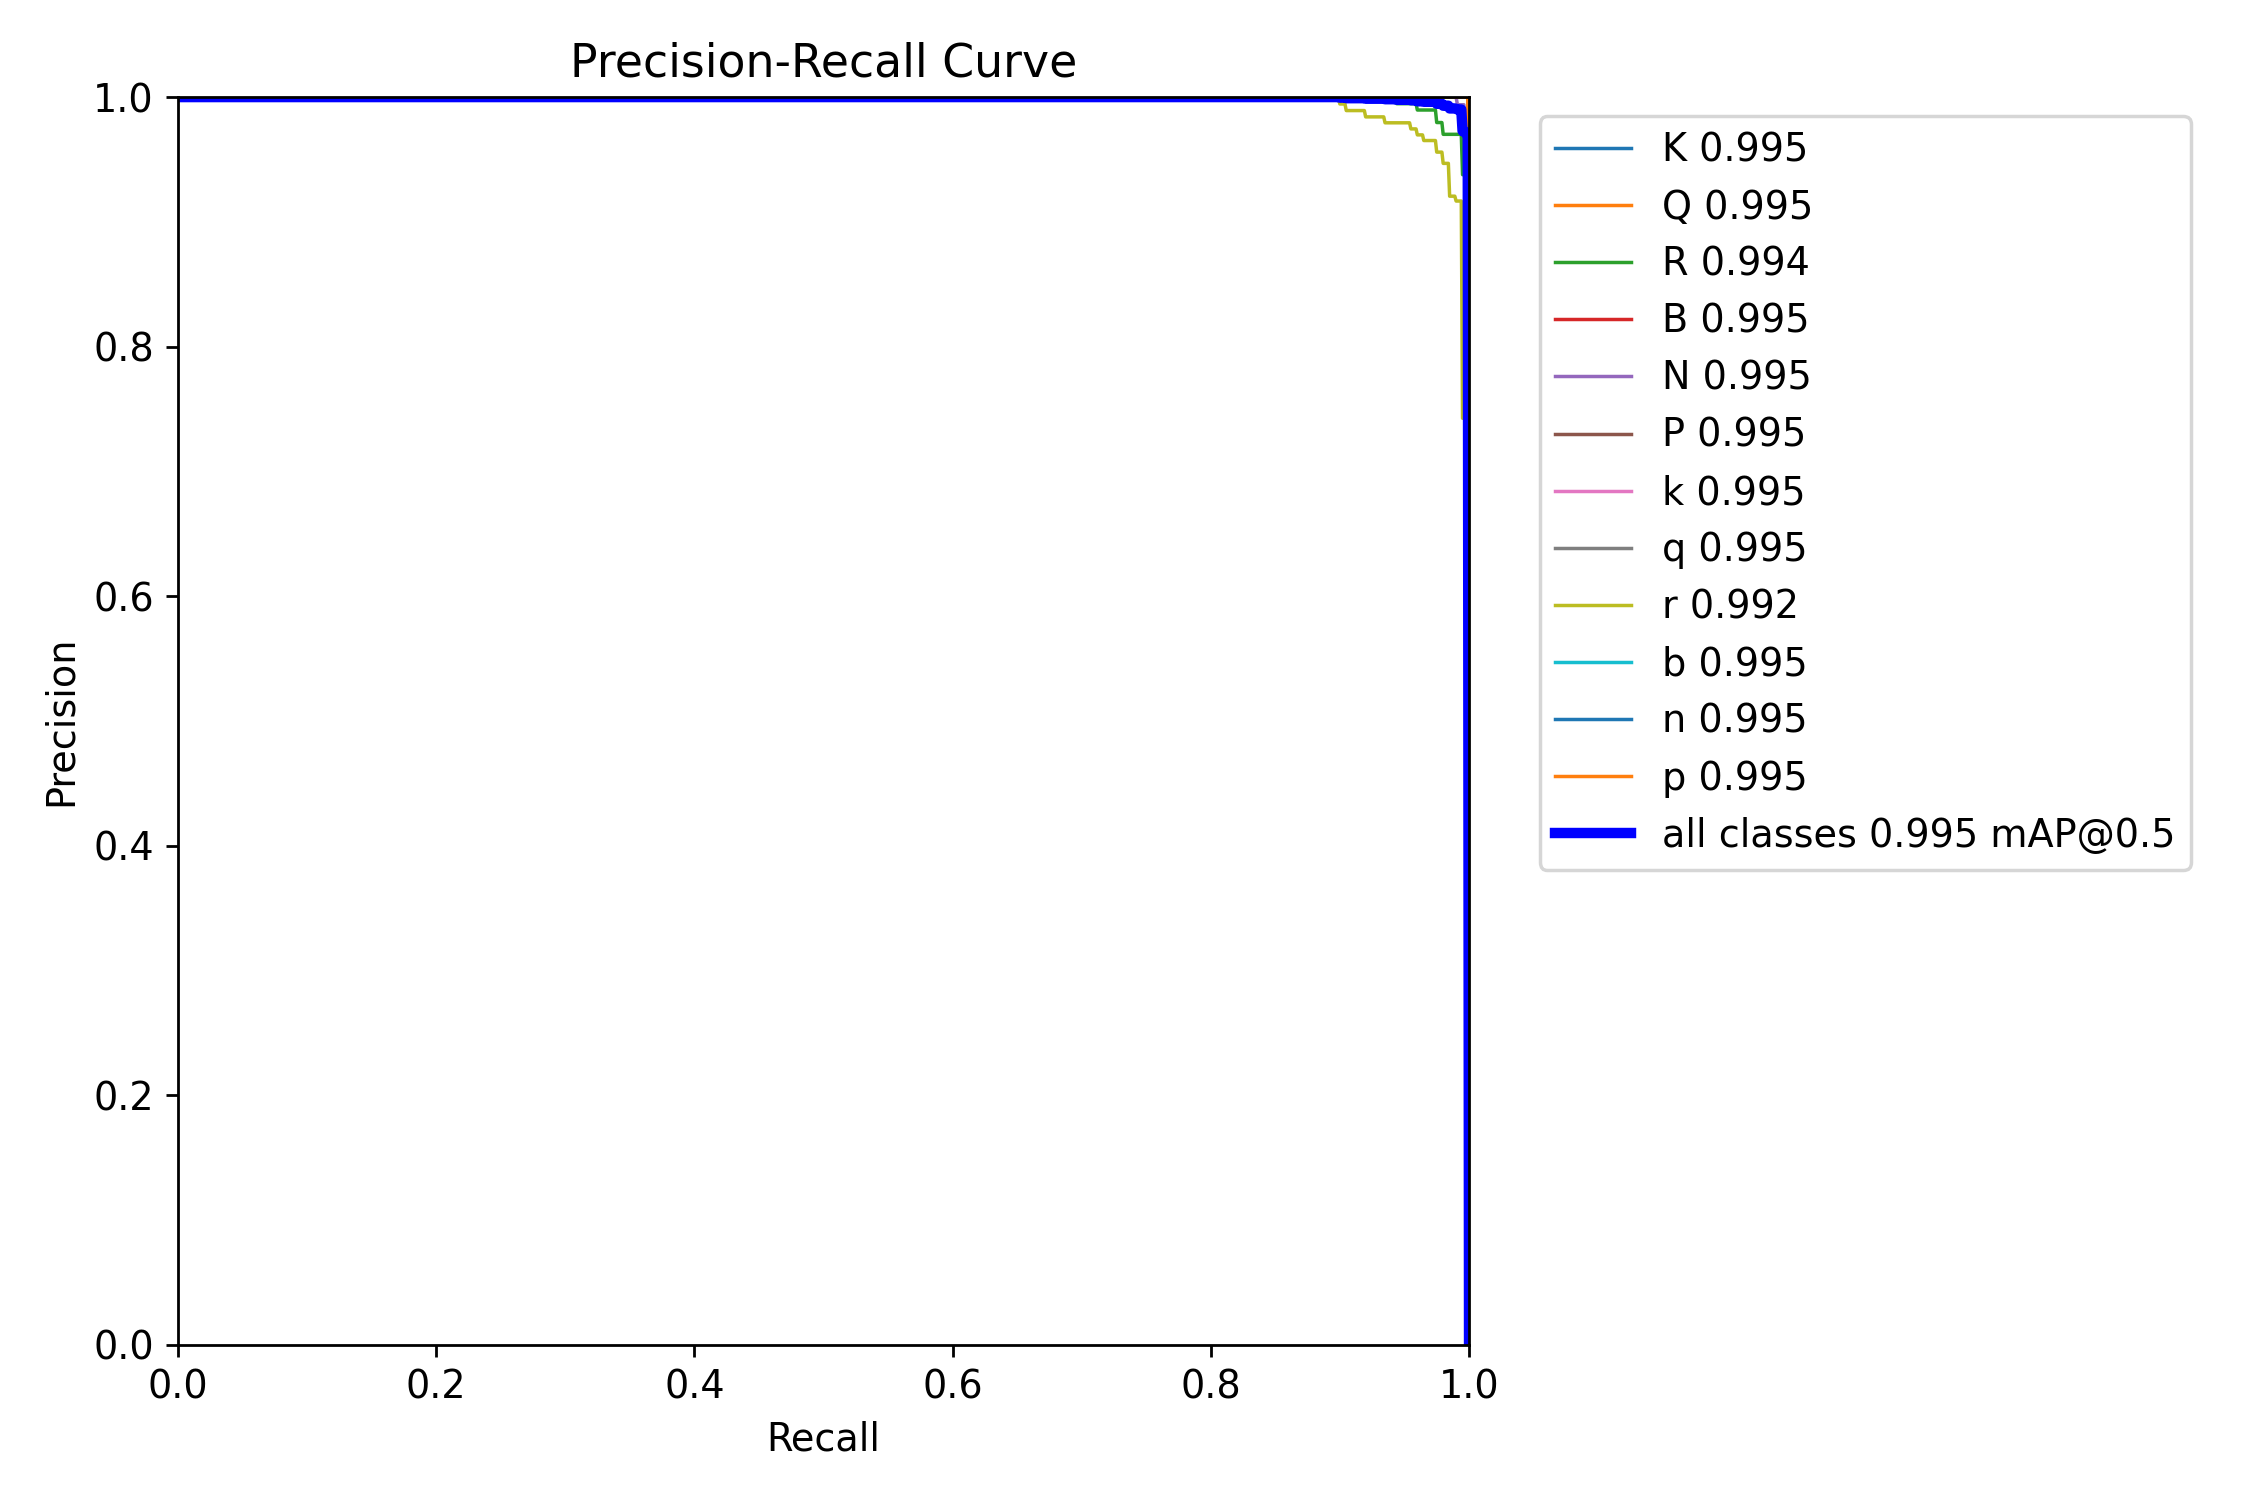 Precision-Recall Curve
1.0
0.8
0.6
0.4
0.2
0.0
Precision
0.0 0.2 0.4 0.6 0.8 1.0
Recall
K 0.995
Q 0.995
R 0.994
B 0.995
N 0.995
P 0.995
k 0.995
q 0.995
r 0.992
b 0.995
n 0.995
p 0.995
all classes 0.995 mAP@0.5